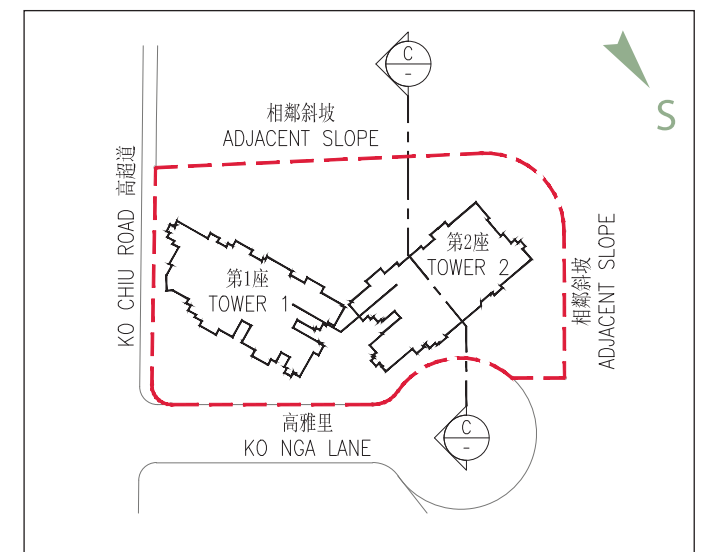 C
-
S
相鄰斜坡
ADJACENT SLOPE
KO CHIU ROAD 高超道
第1座
TOWER 1
第2座
TOWER 2
相鄰斜坡
ADJACENT SLOPE
高雅里
KO NGA LANE
C
-